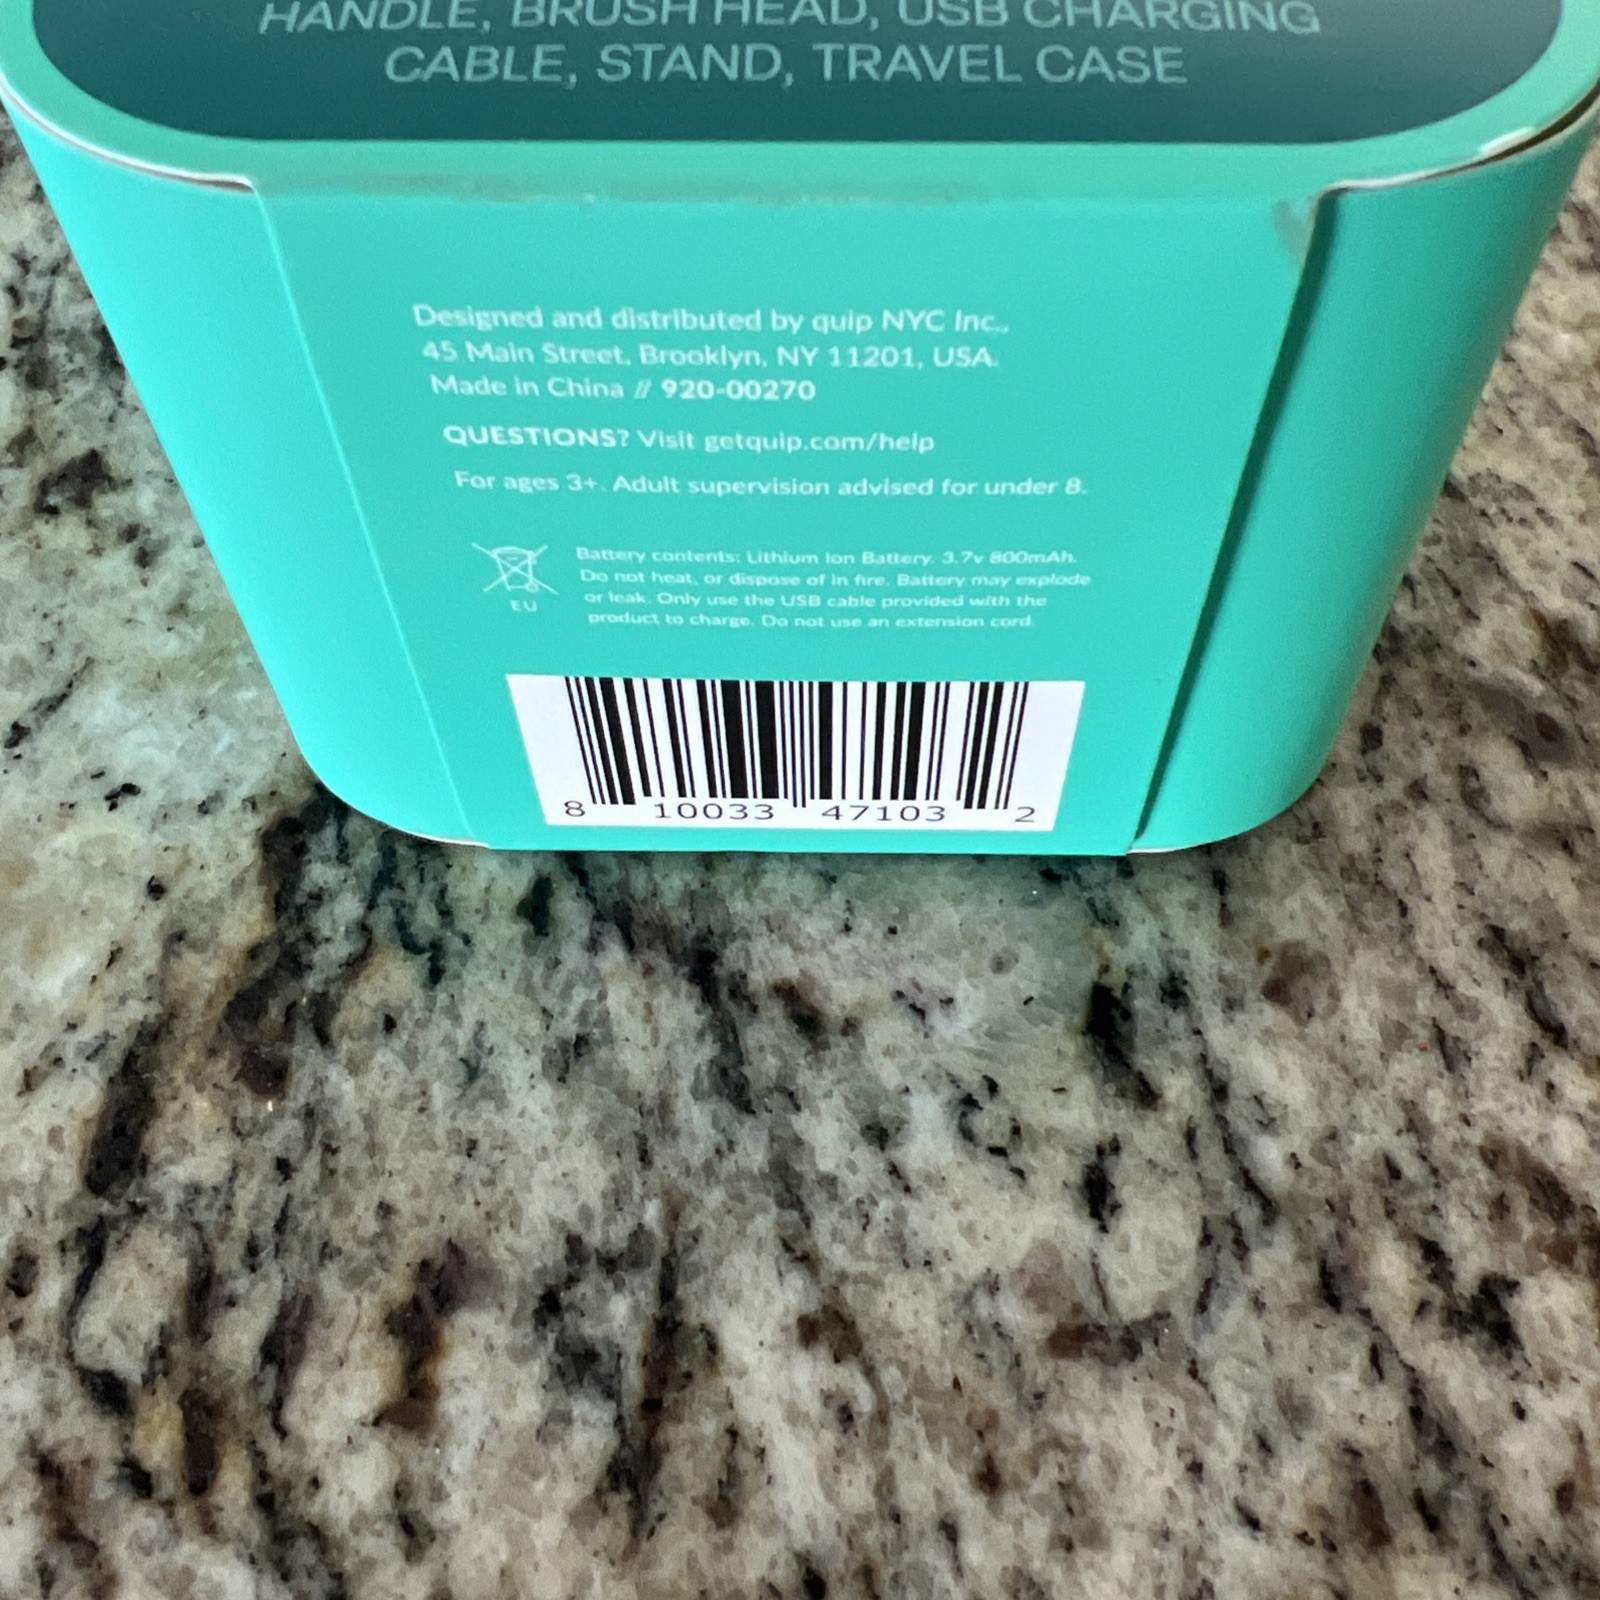 HANDLE, BRUSH HEAD, USB CHARGING
CABLE, STAND, TRAVEL CASE
Designed and distributed by quip NYC Inc.,
45 Main Street, Brooklyn, NY 11201, USA.
Made in China // 920-00270
QUESTIONS? Visit getquip.com/help
For ages 3+. Adult supervision advised for under 8.
Battery contents: Lithium Ion Battery. 3.7v 800mAh.
Do not heat, or dispose of in fire. Battery may explode
or leak. Only use the USB cable provided with the
product to charge. Do not use an extension cord.
EU
8 10033 47103 2